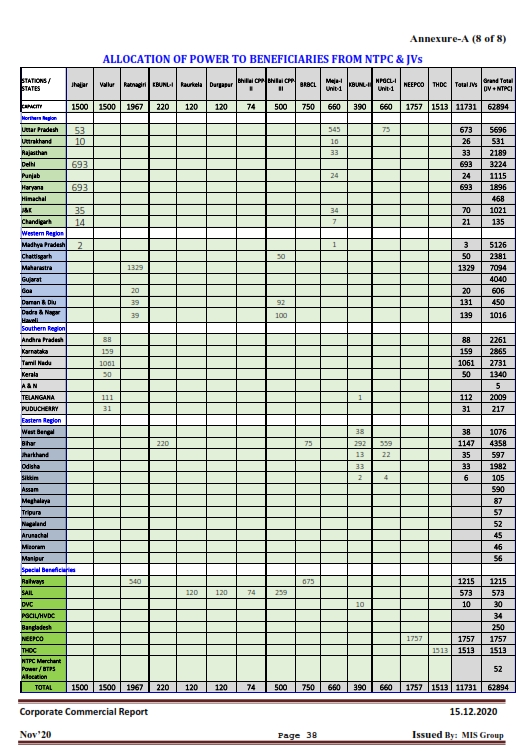 Annexure-A (8 of 8)
ALLOCATION OF POWER TO BENEFICIARIES FROM NTPC & JVs
STATIONS / STATES Jhajjar Vallur Ratnagiri KBUNL-I Raurkela Durgapur Bhillai CPP-II Bhillai CPP-III BRBCL Meja-I Unit-1 KBUNL-II NPGCL-I Unit-1 NEEPCO THDC Total JVs Grand Total (JV + NTPC)
CAPACITY 1500 1500 1967 220 120 120 74 500 750 660 390 660 1757 1513 11731 62894
Northern Region
Uttar Pradesh 53 545 75 673 5696
Uttrakhand 10 16 26 531
Rajasthan 33 33 2189
Delhi 693 693 3224
Punjab 24 24 1115
Haryana 693 693 1896
Himachal 468
J&K 35 34 70 1021
Chandigarh 14 7 21 135
Western Region
Madhya Pradesh 2 1 3 5126
Chattisgarh 50 50 2381
Maharastra 1329 1329 7094
Gujarat 4040
Goa 20 20 606
Daman & Diu 39 92 131 450
Dadra & Nagar Haveli 39 100 139 1016
Southern Region
Andhra Pradesh 88 88 2261
Karnataka 159 159 2865
Tamil Nadu 1061 1061 2731
Kerala 50 50 1340
A & N 5
TELANGANA 111 1 112 2009
PUDUCHERRY 31 31 217
Eastern Region
West Bengal 38 38 1076
Bihar 220 75 292 559 1147 4358
Jharkhand 13 22 35 597
Odisha 33 33 1982
Sikkim 2 4 6 105
Assam 590
Meghalaya 87
Tripura 57
Nagaland 52
Arunachal 45
Mizoram 46
Manipur 56
Special Beneficiaries
Railways 540 675 1215 1215
SAIL 120 120 74 259 573 573
DVC 10 10 30
PGCIL/HVDC 34
Bangladesh 250
NEEPCO 1757 1757 1757
THDC 1513 1513 1513
NTPC Merchant Power / BTPS Allocation 52
TOTAL 1500 1500 1967 220 120 120 74 500 750 660 390 660 1757 1513 11731 62894
Corporate Commercial Report 15.12.2020
Nov'20 Page 38 Issued By: MIS Group